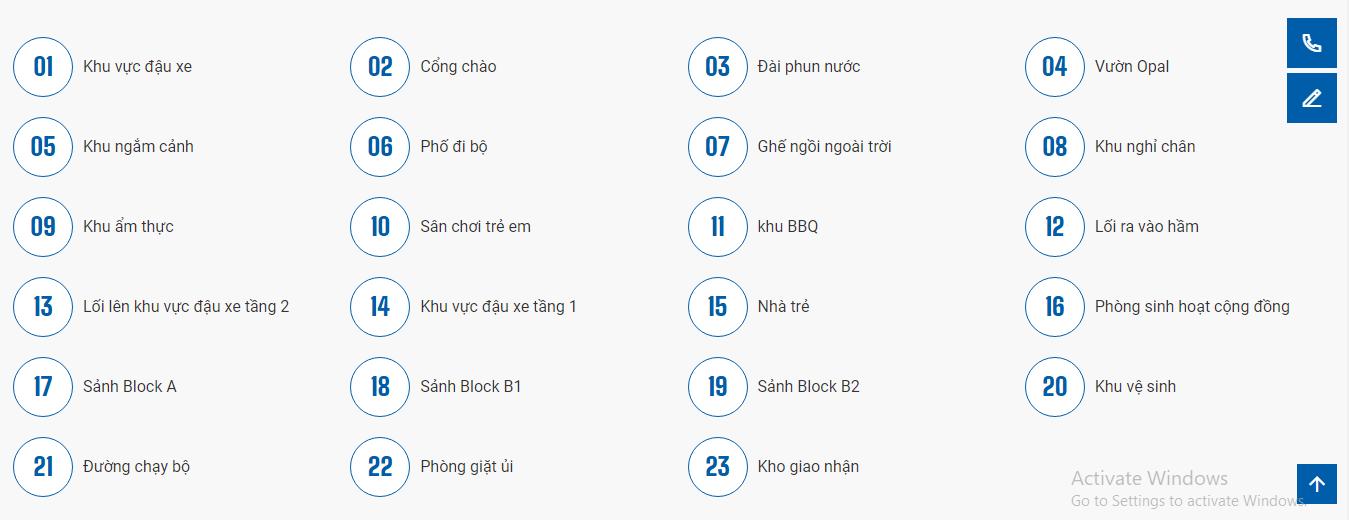 01 Khu vực đậu xe
02 Cổng chào
03 Đài phun nước
04 Vườn Opal
05 Khu ngắm cảnh
06 Phố đi bộ
07 Ghế ngồi ngoài trời
08 Khu nghỉ chân
09 Khu ẩm thực
10 Sân chơi trẻ em
11 khu BBQ
12 Lối ra vào hầm
13 Lối lên khu vực đậu xe tầng 2
14 Khu vực đậu xe tầng 1
15 Nhà trẻ
16 Phòng sinh hoạt cộng đồng
17 Sảnh Block A
18 Sảnh Block B1
19 Sảnh Block B2
20 Khu vệ sinh
21 Đường chạy bộ
22 Phòng giặt ủi
23 Kho giao nhận
Activate Windows
Go to Settings to activate Windows.